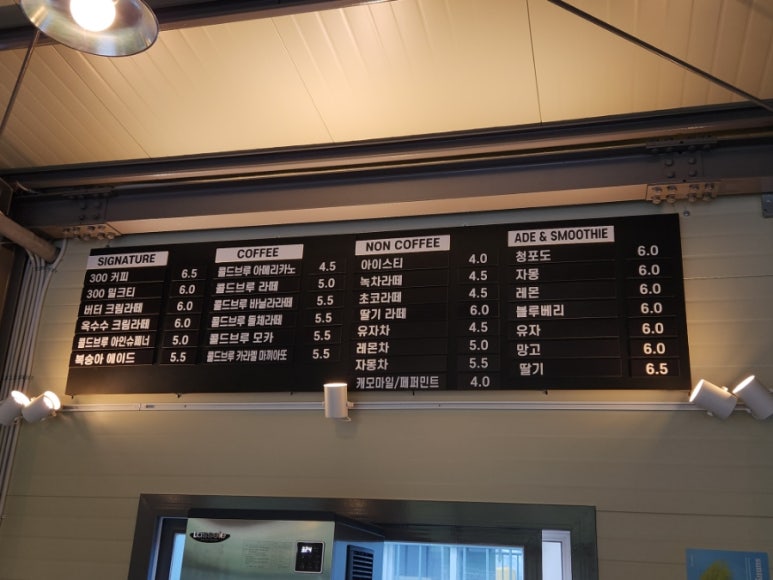 SIGNATURE
300 커피 6.5
300 밀크티 6.0
버터 크림라떼 6.0
옥수수 크림라떼 6.0
콜드브루 아인슈페너 5.0
복숭아 에이드 5.5
COFFEE
콜드브루 아메리카노 4.5
콜드브루 라떼 5.0
콜드브루 바닐라라떼 5.5
콜드브루 돌체라떼 5.5
콜드브루 모카 5.5
콜드브루 카라멜 마끼아또 5.5
NON COFFEE
아이스티 4.0
녹차라떼 4.5
초코라떼 4.5
딸기 라떼 6.0
유자차 4.5
레몬차 5.0
자몽차 5.5
캐모마일/페퍼민트 4.0
ADE & SMOOTHIE
청포도 6.0
자몽 6.0
레몬 6.0
블루베리 6.0
유자 6.0
망고 6.0
딸기 6.5